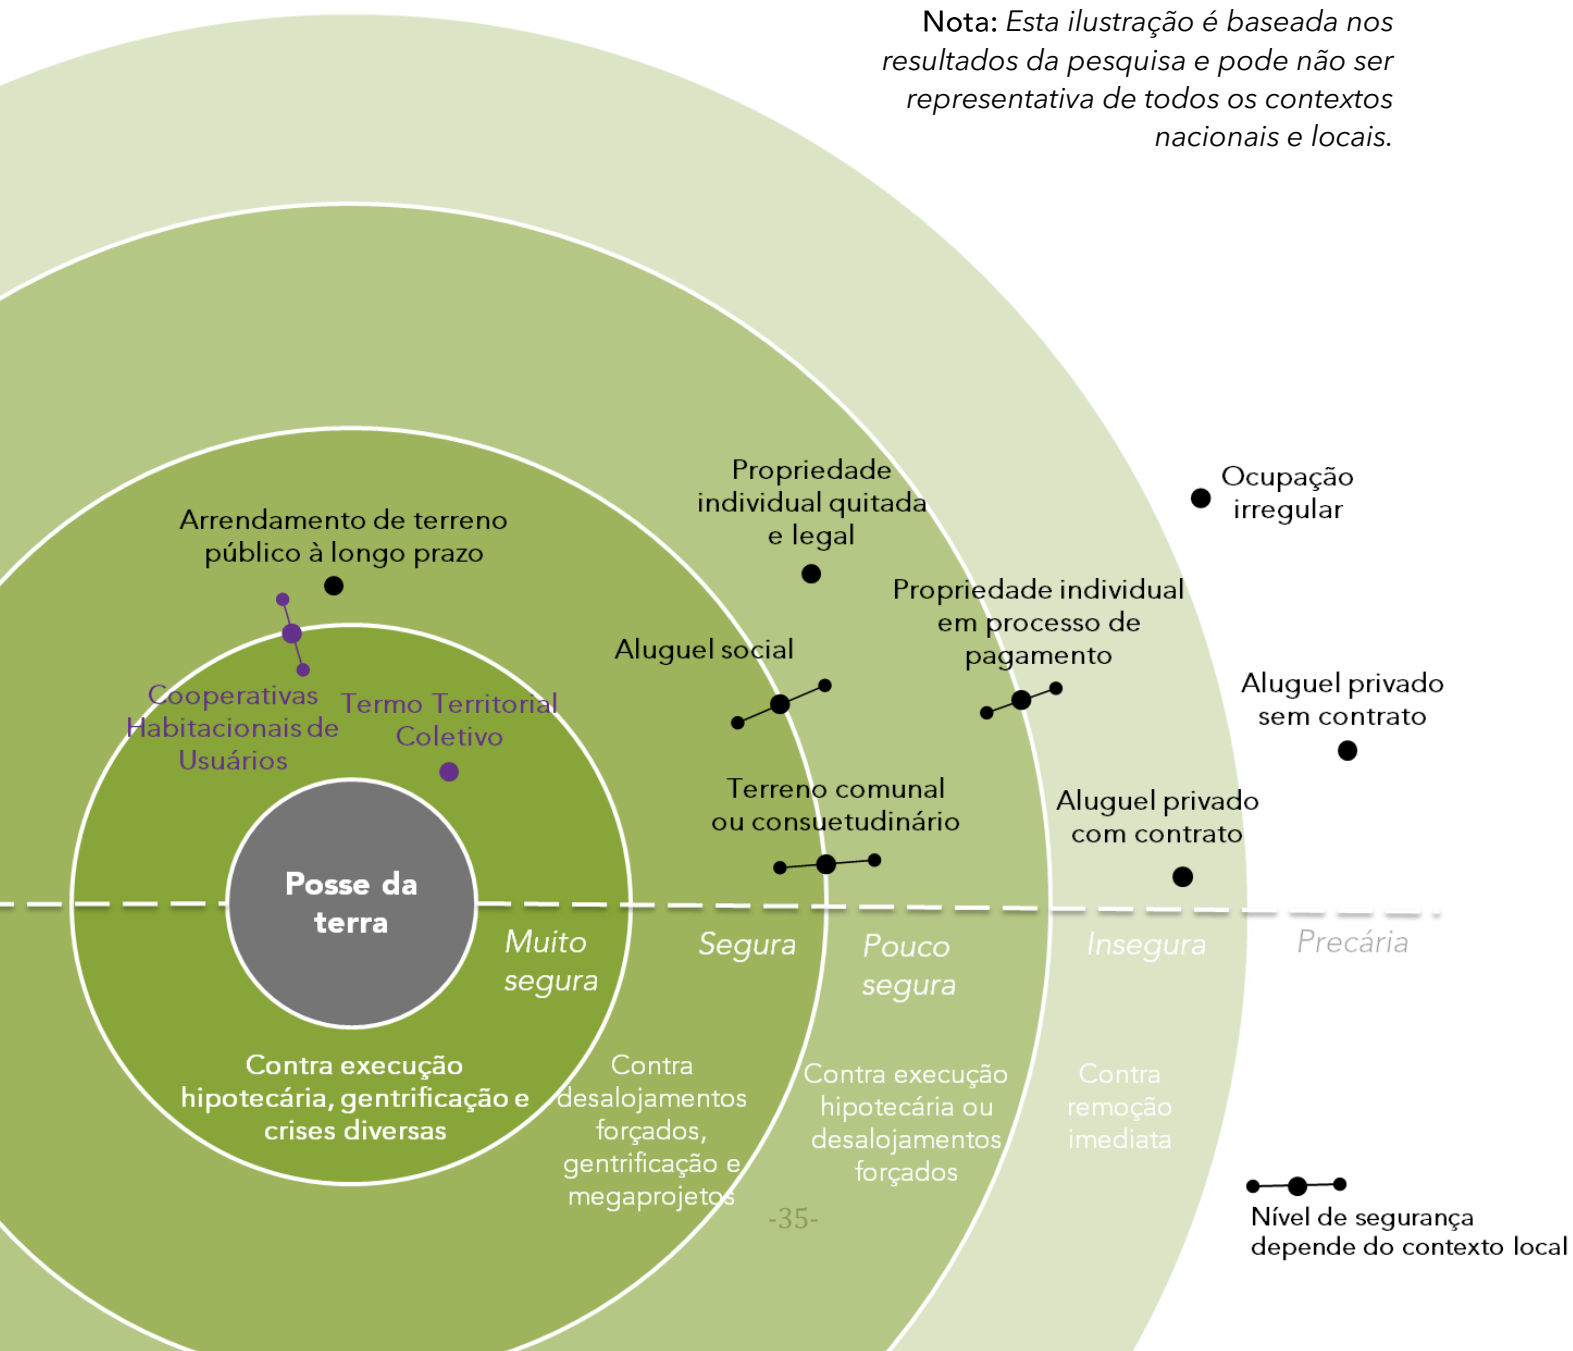 Nota: Esta ilustração é baseada nos
resultados da pesquisa e pode não ser
representativa de todos os contextos
nacionais e locais.
Propriedade
individual quitada
e legal
Ocupação
irregular
Arrendamento de terreno
público à longo prazo
Propriedade individual
em processo de
pagamento
Aluguel social
Aluguel privado
sem contrato
Cooperativas
Habitacionais de
Usuários
Termo Territorial
Coletivo
Terreno comunal
ou consuetudinário
Aluguel privado
com contrato
Posse da
terra
Muito
segura
Segura
Pouco
segura
Insegura
Precária
Contra execução
hipotecária, gentrificação e
crises diversas
Contra
desalojamentos
forçados,
gentrificação e
megaprojetos
Contra execução
hipotecária ou
desalojamentos
forçados
Contra
remoção
imediata
-35-
Nível de segurança
depende do contexto local